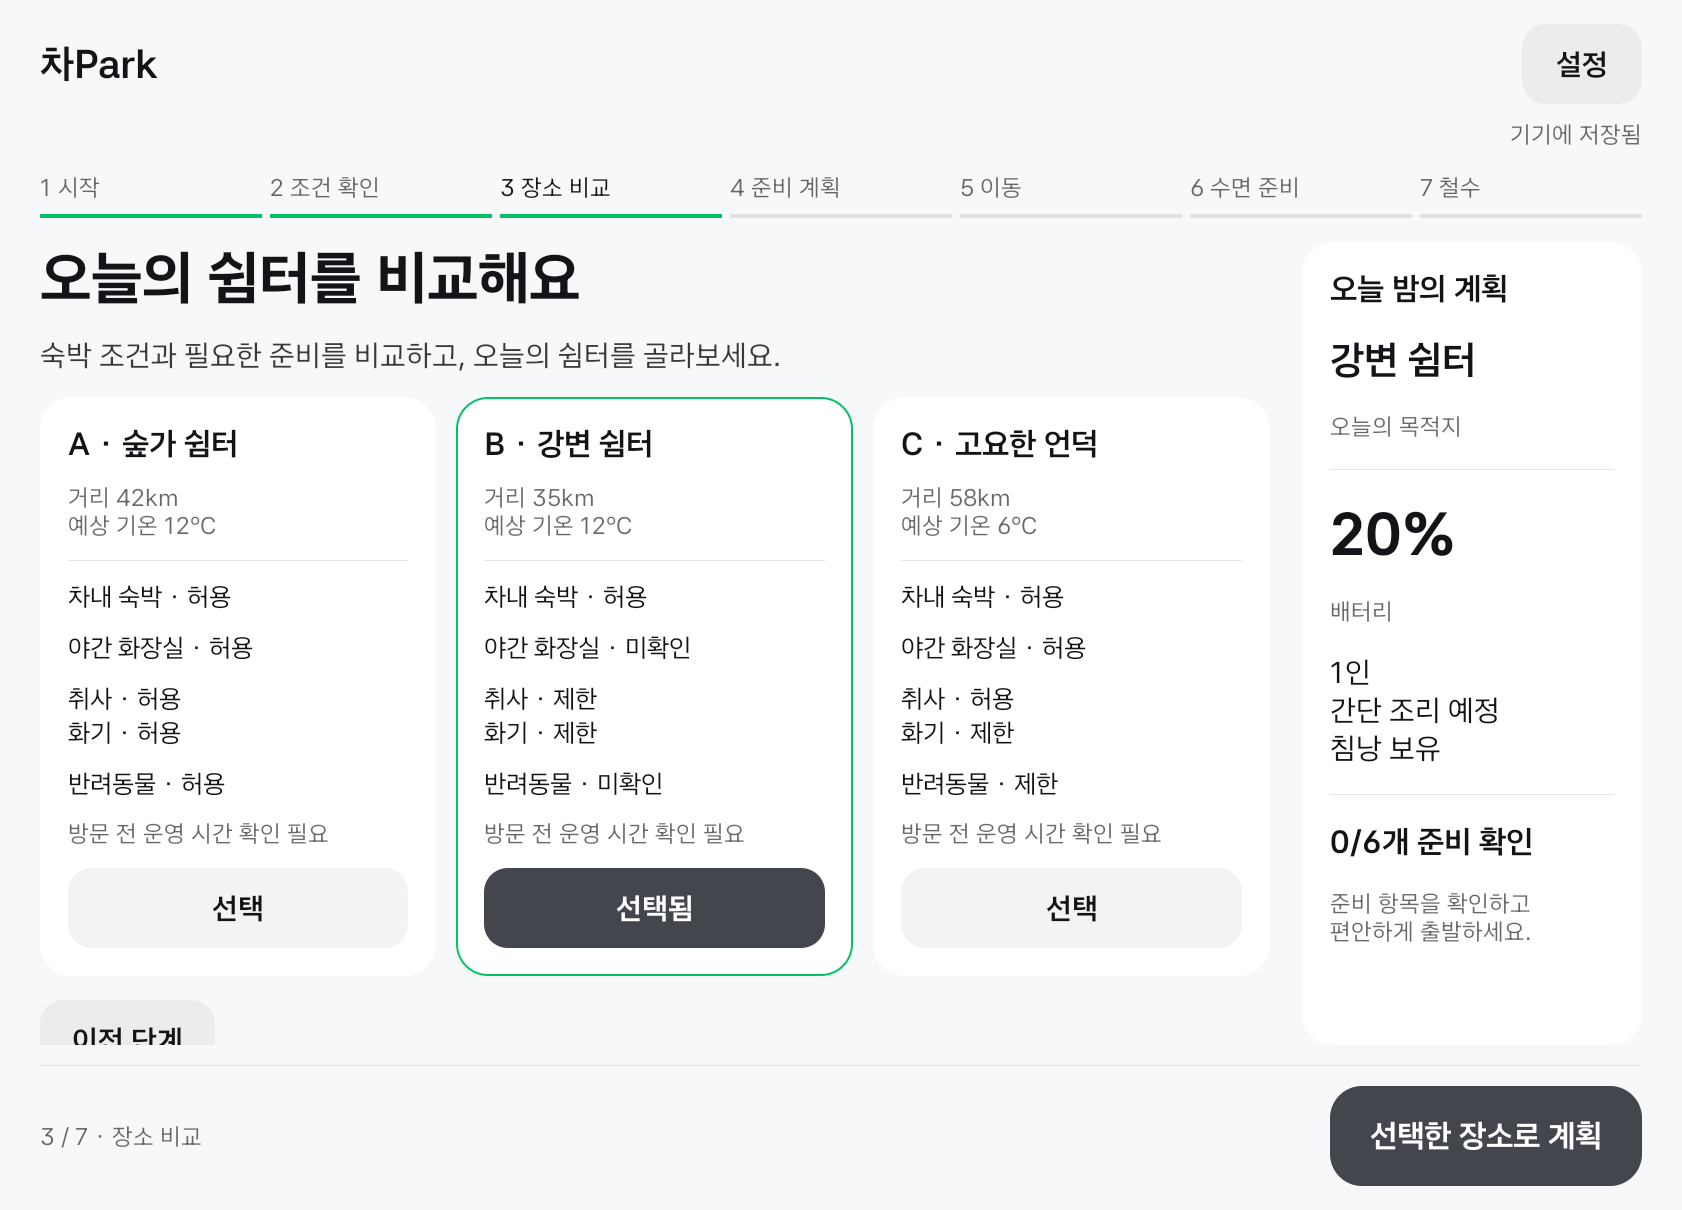 차Park
설정
기기에 저장됨
1 시작
2 조건 확인
3 장소 비교
4 준비 계획
5 이동
6 수면 준비
7 철수
오늘의 쉼터를 비교해요
숙박 조건과 필요한 준비를 비교하고, 오늘의 쉼터를 골라보세요.
A · 숲가 쉼터
거리 42km
예상 기온 12°C
차내 숙박 · 허용
야간 화장실 · 허용
취사 · 허용
화기 · 허용
반려동물 · 허용
방문 전 운영 시간 확인 필요
선택
B · 강변 쉼터
거리 35km
예상 기온 12°C
차내 숙박 · 허용
야간 화장실 · 미확인
취사 · 제한
화기 · 제한
반려동물 · 미확인
방문 전 운영 시간 확인 필요
선택됨
C · 고요한 언덕
거리 58km
예상 기온 6°C
차내 숙박 · 허용
야간 화장실 · 허용
취사 · 허용
화기 · 제한
반려동물 · 제한
방문 전 운영 시간 확인 필요
선택
이전 단계
오늘 밤의 계획
강변 쉼터
오늘의 목적지
20%
배터리
1인
간단 조리 예정
침낭 보유
0/6개 준비 확인
준비 항목을 확인하고
편안하게 출발하세요.
3 / 7 · 장소 비교
선택한 장소로 계획